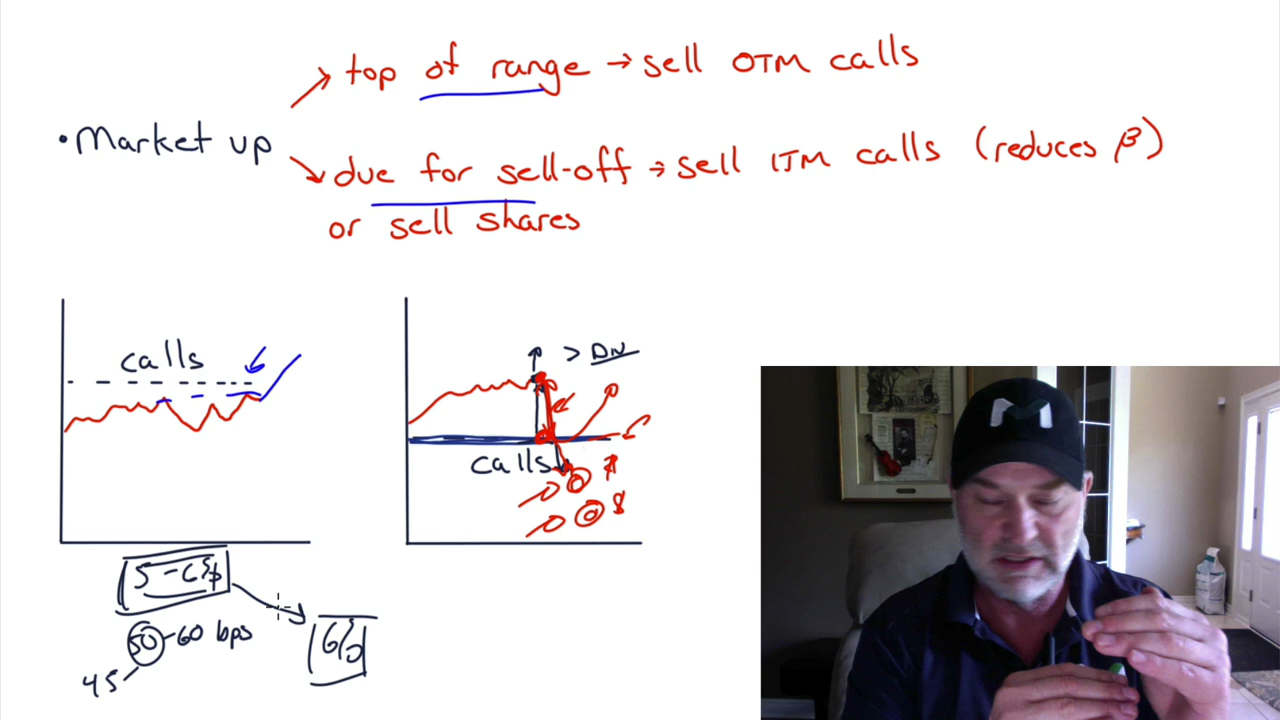 → top of range → sell OTM calls
• Market up
→ due for sell-off → sell ITM calls (reduces β)
or sell shares
calls
> DN
calls
5-6%
50-60 bps
45
6%